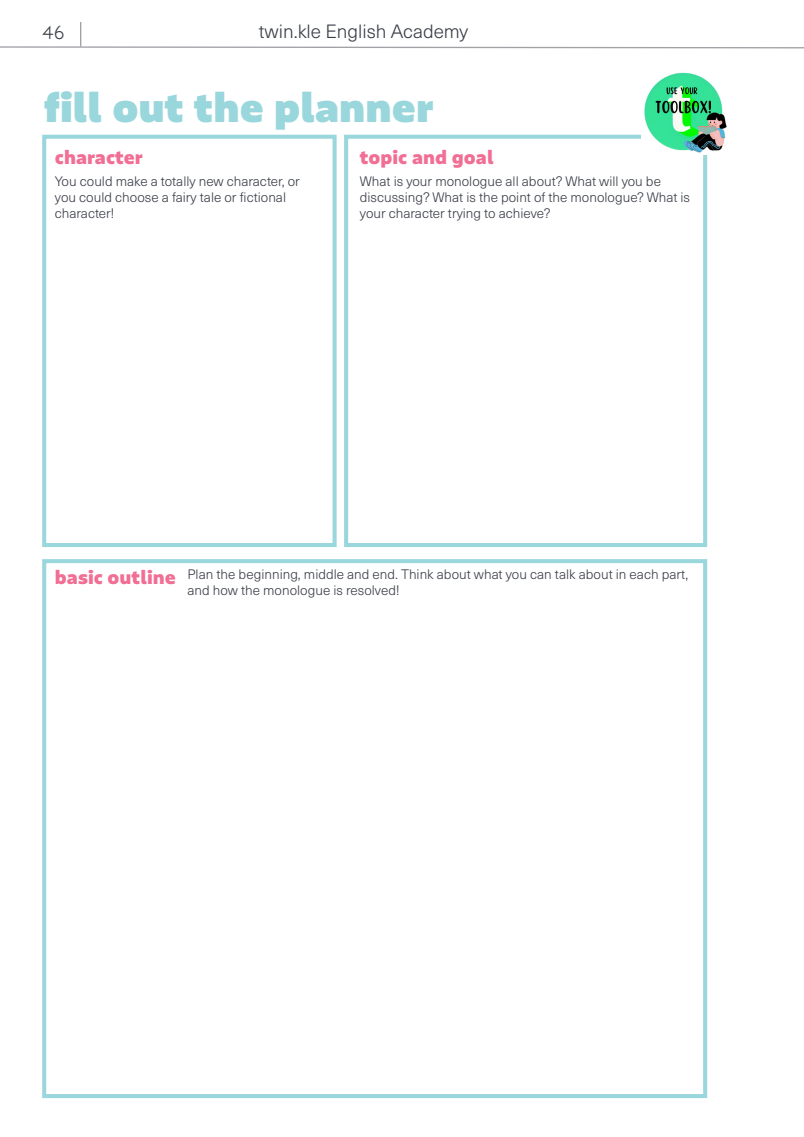 46
twin.kle English Academy
fill out the planner
USE YOUR
TOOLBOX!
character
You could make a totally new character, or
you could choose a fairy tale or fictional
character!
topic and goal
What is your monologue all about? What will you be
discussing? What is the point of the monologue? What is
your character trying to achieve?
basic outline
Plan the beginning, middle and end. Think about what you can talk about in each part,
and how the monologue is resolved!